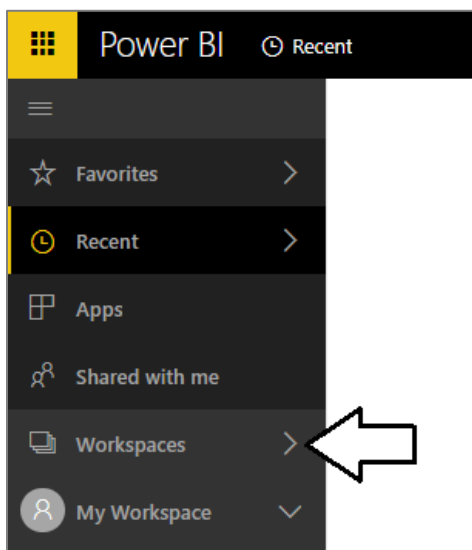 Power BI Recent
Favorites
Recent
Apps
Shared with me
Workspaces
My Workspace